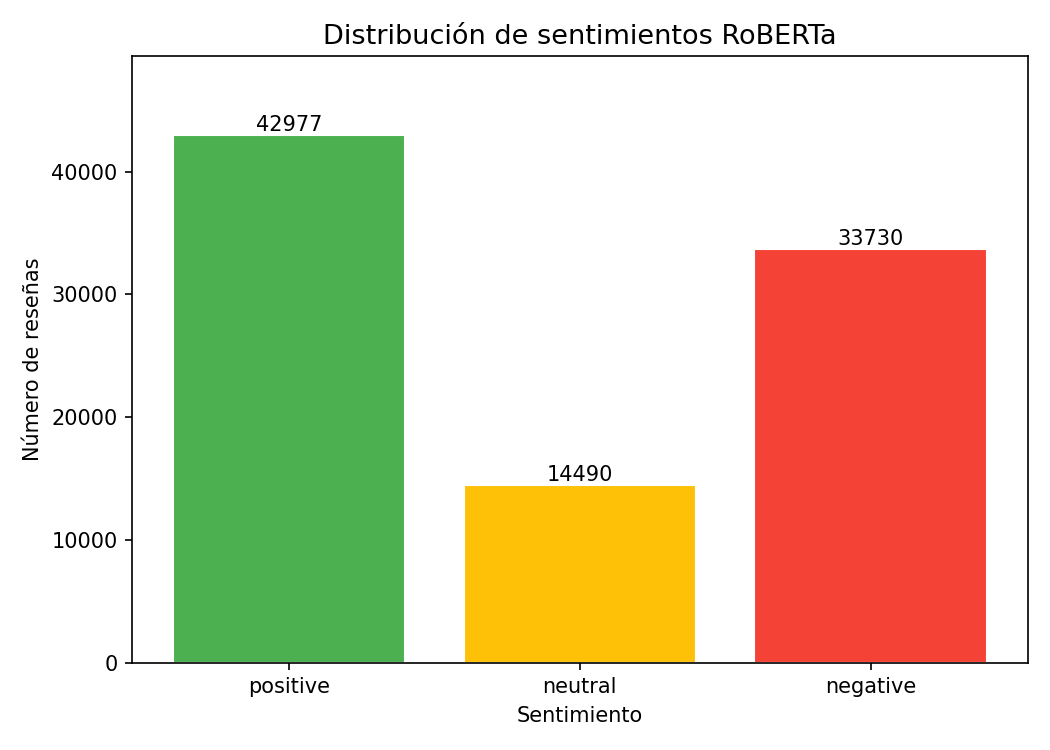 Distribución de sentimientos RoBERTa
42977
33730
14490
40000
30000
20000
10000
0
Número de reseñas
positive
neutral
negative
Sentimiento